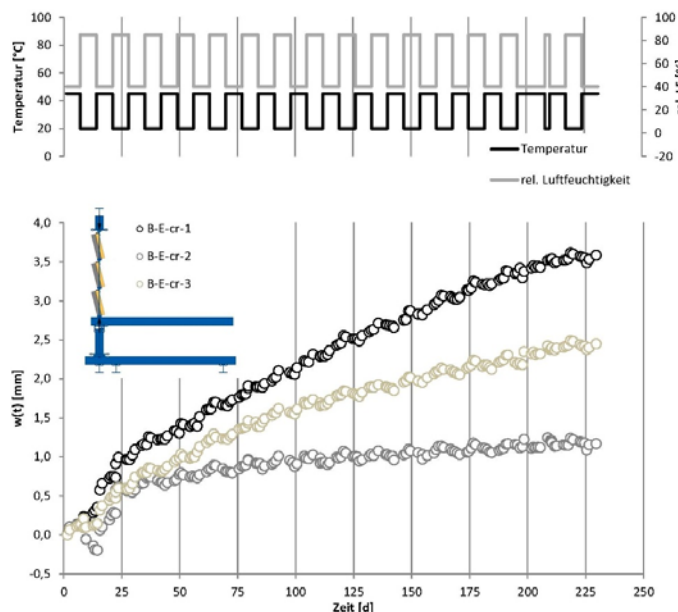 Temperatur [°C]
100
80
60
40
20
0
100
80
60
40
20
0
-20
Temperatur
rel. Luftfeuchtigkeit
w(t) [mm]
4,0
3,5
3,0
2,5
2,0
1,5
1,0
0,5
0,0
-0,5
B-E-cr-1
B-E-cr-2
B-E-cr-3
0 25 50 75 100 125 150 175 200 225 250
Zeit [d]